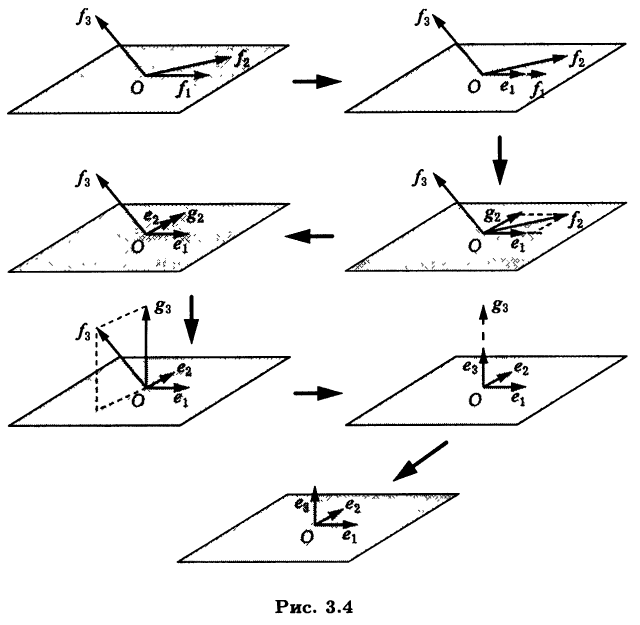 f₃
f₂
O
f₁
f₃
f₂
O
e₁
f₁
f₃
e₂
g₂
O
e₁
f₃
g₂
f₂
O
e₁
f₃
g₃
e₂
O
e₁
g₃
e₃
e₂
O
e₁
e₃
e₂
O
e₁
Рис. 3.4